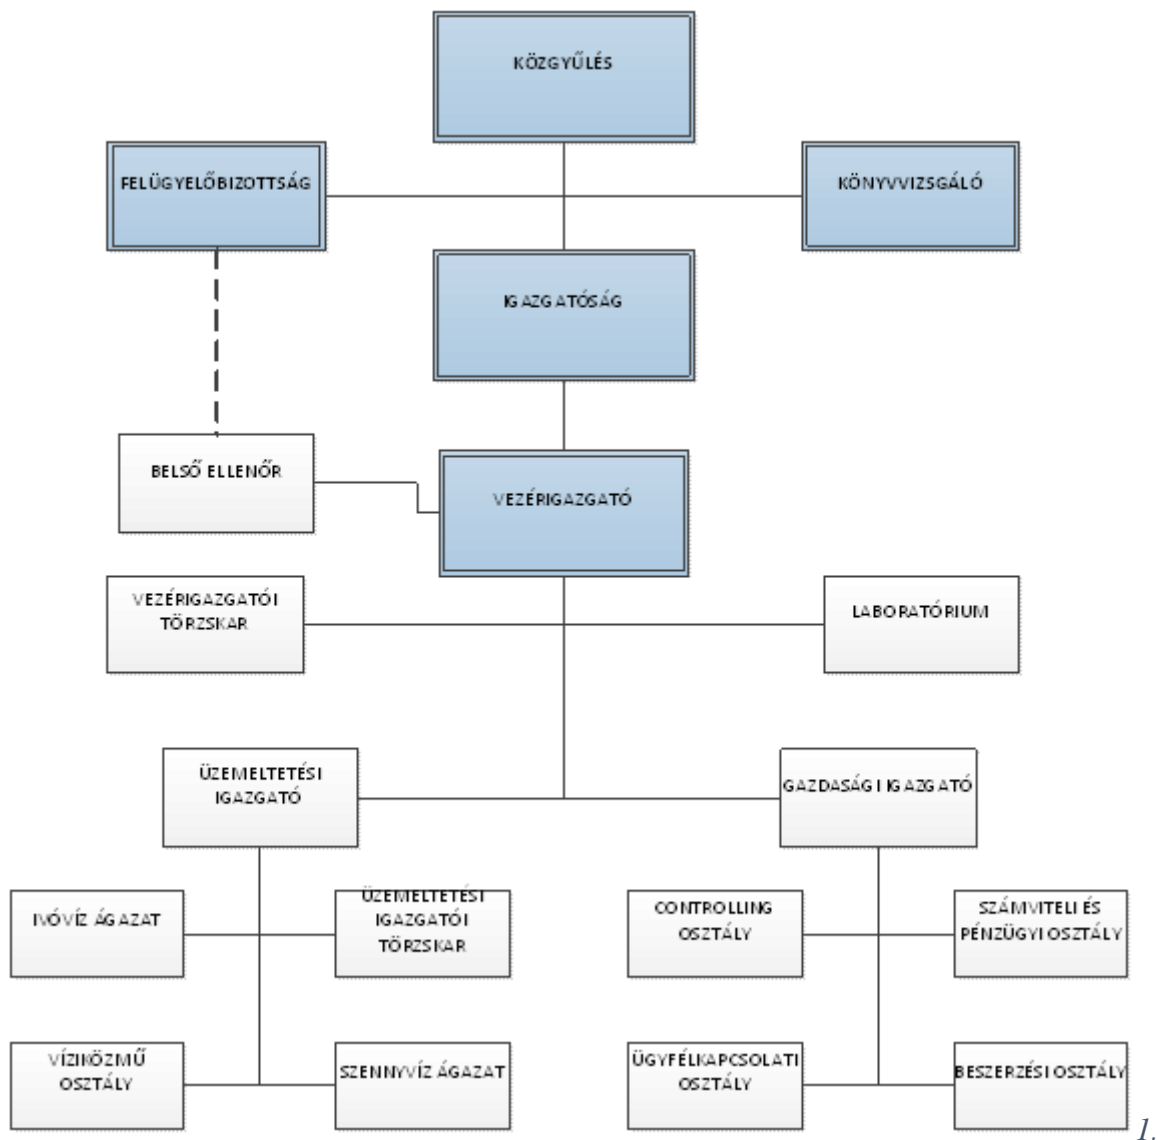 KÖZGYŰLÉS
FELÜGYELŐBIZOTTSÁG
KÖNYVVIZSGÁLÓ
IGAZGATÓSÁG
BELSŐ ELLENŐR
VEZÉRIGAZGATÓ
VEZÉRIGAZGATÓI
TÖRZSKAR
LABORATÓRIUM
ÜZEMELTETÉSI
IGAZGATÓ
GAZDASÁGI IGAZGATÓ
IVÓVÍZ ÁGAZAT
ÜZEMELTETÉSI
IGAZGATÓI
TÖRZSKAR
CONTROLLING
OSZTÁLY
SZÁMVITELI ÉS
PÉNZÜGYI OSZTÁLY
VÍZIKÖZMŰ
OSZTÁLY
SZENNYVÍZ ÁGAZAT
ÜGYFÉLKAPCSOLATI
OSZTÁLY
BESZERZÉSI OSZTÁLY